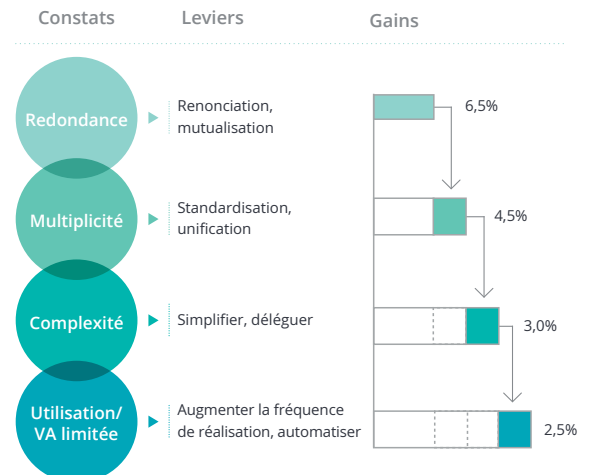 Constats Leviers Gains
Redondance
Renonciation,
mutualisation
6,5%
Multiplicité
Standardisation,
unification
4,5%
Complexité
Simplifier, déléguer
3,0%
Utilisation/
VA limitée
Augmenter la fréquence
de réalisation, automatiser
2,5%